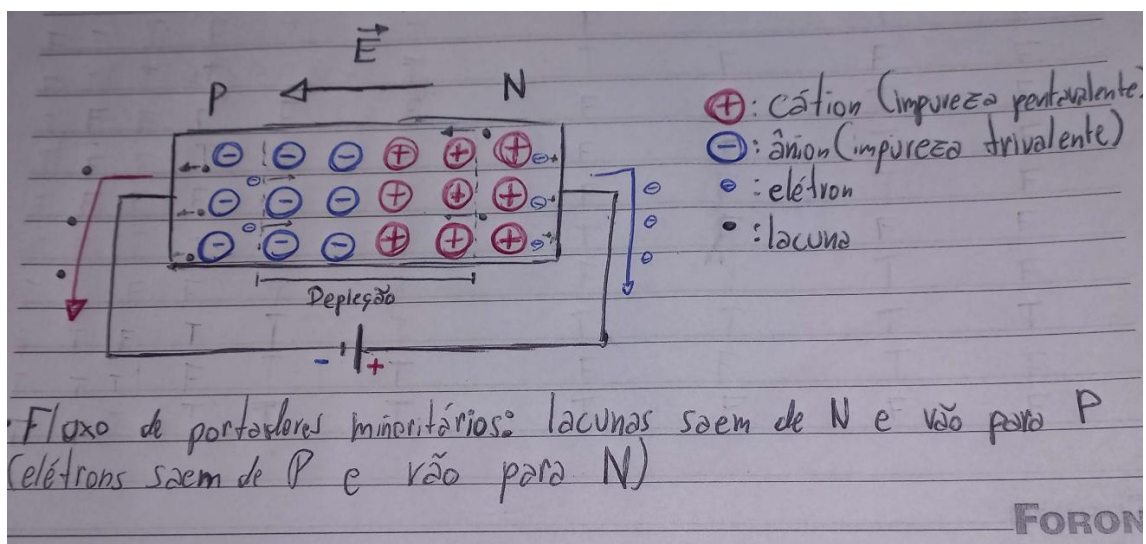 E
P N
⊕: Cátion (impureza pentavalente)
⊖: ânion (impureza trivalente)
⊖: elétron
•: lacuna
Depleção
- +
Fluxo de portadores minoritários: lacunas saem de N e vão para P
(elétrons saem de P e vão para N)
FORON